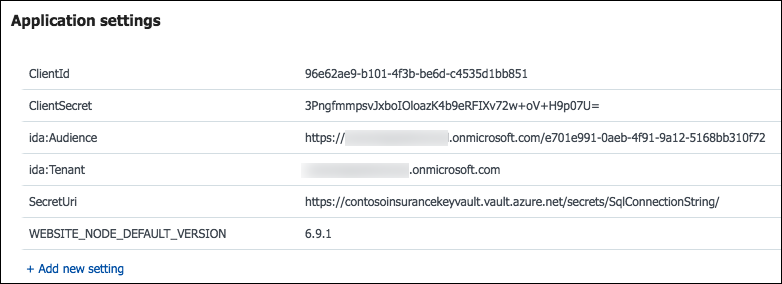 Application settings
ClientId 96e62ae9-b101-4f3b-be6d-c4535d1bb851
ClientSecret 3PngfmmpsvJxboIOloazK4b9eRFIXv72w+oV+H9p07U=
ida:Audience https:// .onmicrosoft.com/e701e991-0aeb-4f91-9a12-5168bb310f72
ida:Tenant .onmicrosoft.com
SecretUri https://contosoinsurancekeyvault.vault.azure.net/secrets/SqlConnectionString/
WEBSITE_NODE_DEFAULT_VERSION 6.9.1
+ Add new setting